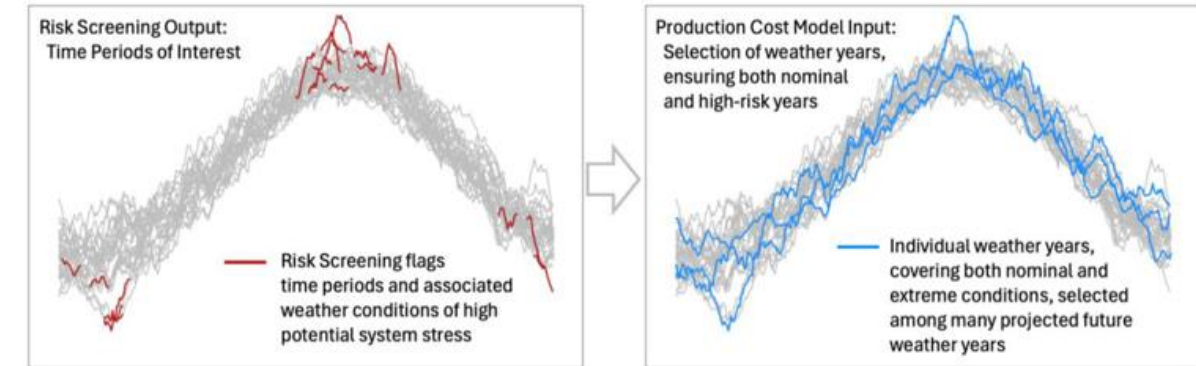 Risk Screening Output:
Time Periods of Interest
Risk Screening flags
time periods and associated
weather conditions of high
potential system stress
Production Cost Model Input:
Selection of weather years,
ensuring both nominal
and high-risk years
Individual weather years,
covering both nominal and
extreme conditions, selected
among many projected future
weather years